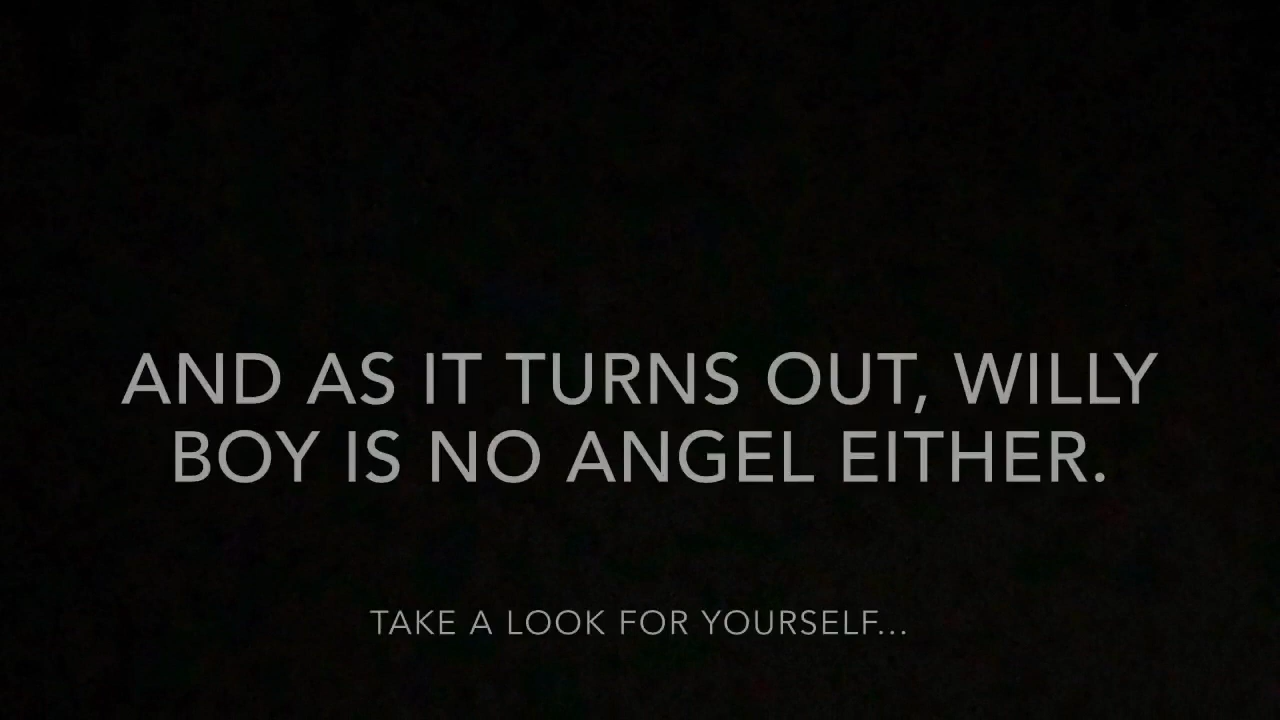 AND AS IT TURNS OUT, WILLY
BOY IS NO ANGEL EITHER.
TAKE A LOOK FOR YOURSELF...